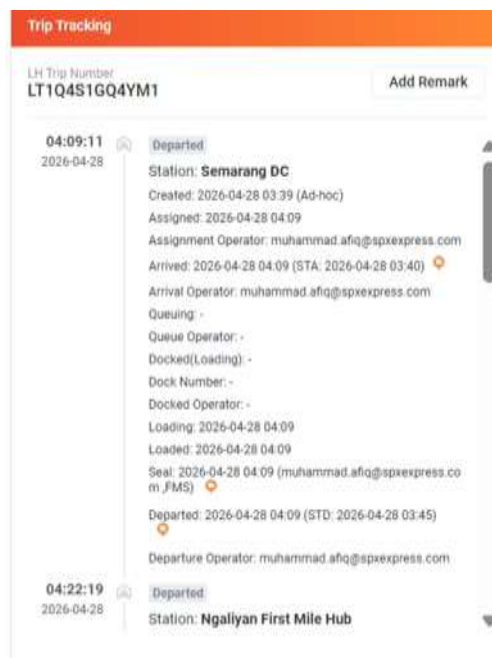 Trip Tracking
LH Trip Number
LT1Q4S1GQ4YM1
Add Remark
04:09:11
2026-04-28
Departed
Station: Semarang DC
Created: 2026-04-28 03:39 (Ad-hoc)
Assigned: 2026-04-28 04:09
Assignment Operator: muhammad.afiq@spxexpress.com
Arrived: 2026-04-28 04:09 (STA: 2026-04-28 03:40)
Arrival Operator: muhammad.afiq@spxexpress.com
Queuing: -
Queue Operator: -
Docked(Loading): -
Dock Number: -
Docked Operator: -
Loading: 2026-04-28 04:09
Loaded: 2026-04-28 04:09
Seal: 2026-04-28 04:09 (muhammad.afiq@spxexpress.co
m ,FMS)
Departed: 2026-04-28 04:09 (STD: 2026-04-28 03:45)
Departure Operator: muhammad.afiq@spxexpress.com
04:22:19
2026-04-28
Departed
Station: Ngaliyan First Mile Hub